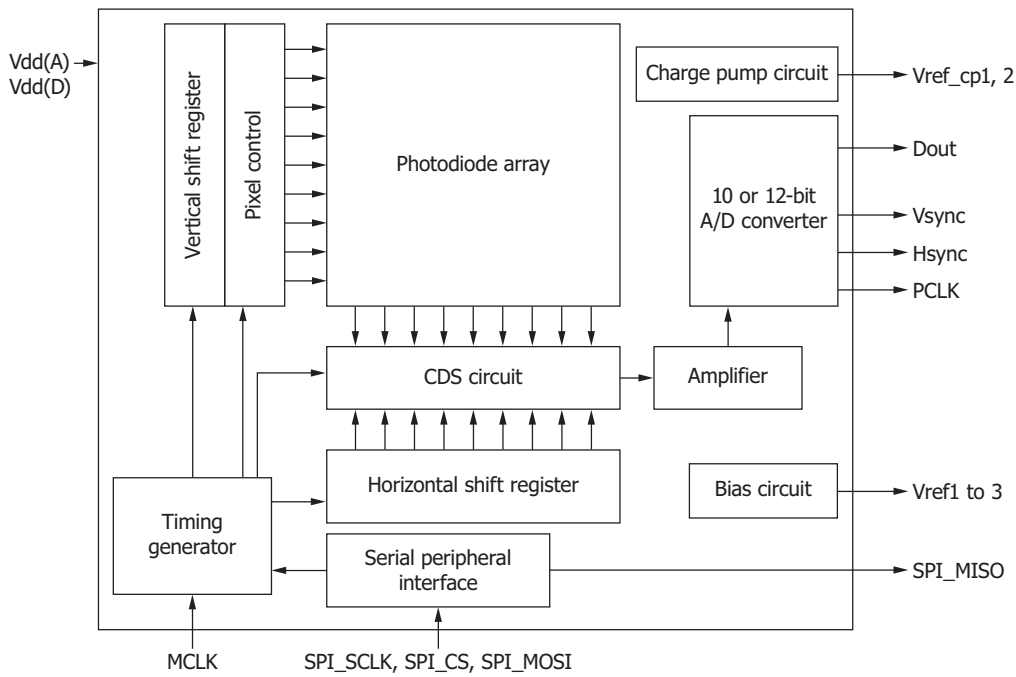 Vdd(A)
Vdd(D)
Vertical shift register
Pixel control
Photodiode array
Charge pump circuit
Vref_cp1, 2
10 or 12-bit
A/D converter
Dout
Vsync
Hsync
PCLK
CDS circuit
Amplifier
Horizontal shift register
Bias circuit
Vref1 to 3
Timing
generator
Serial peripheral
interface
SPI_MISO
MCLK
SPI_SCLK, SPI_CS, SPI_MOSI